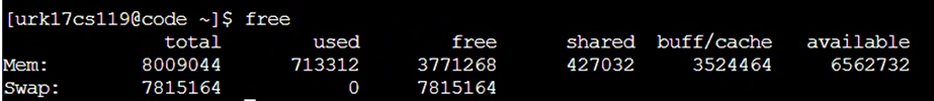 [urk17cs119@code ~]$ free
total used free shared buff/cache available
Mem: 8009044 713312 3771268 427032 3524464 6562732
Swap: 7815164 0 7815164